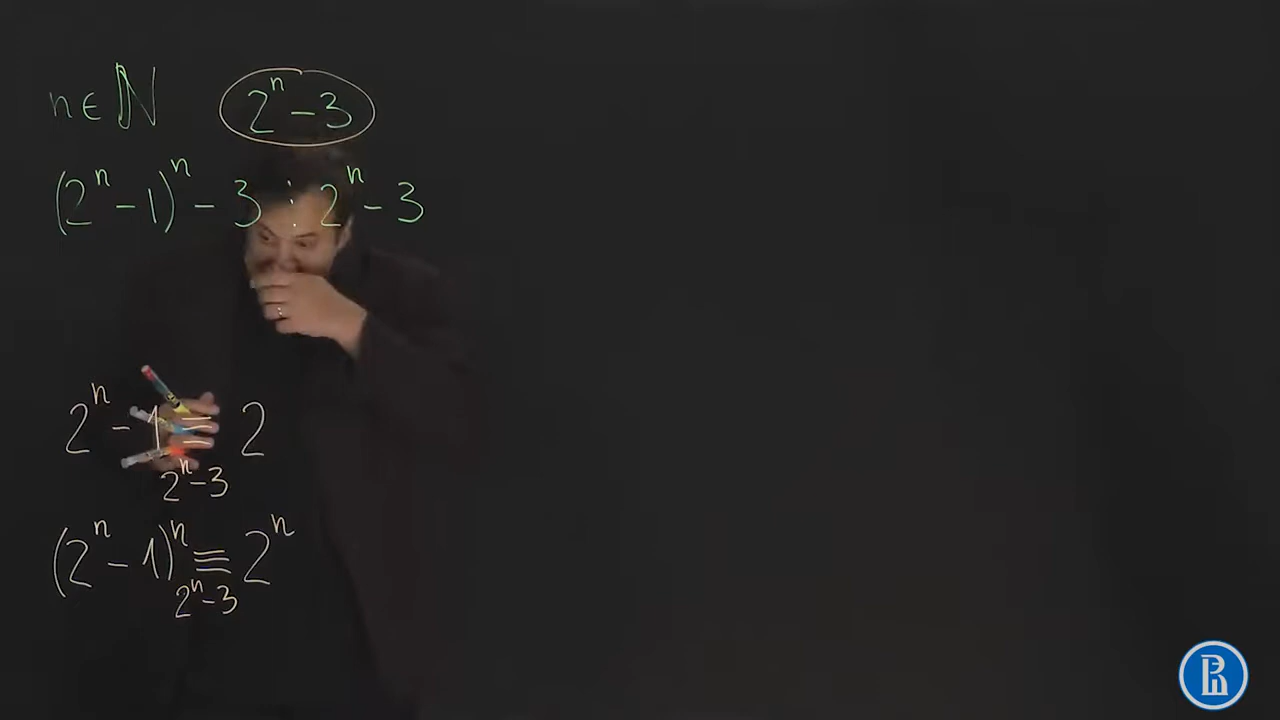 n ∈ ℕ (2ⁿ − 3)
(2ⁿ − 1)ⁿ − 3 ⋮ 2ⁿ − 3
2ⁿ − 1 ≡ 2
2ⁿ − 3
(2ⁿ − 1)ⁿ ≡ 2ⁿ
2ⁿ − 3